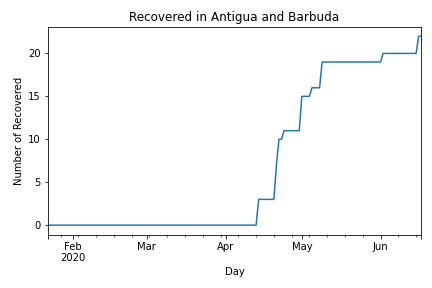 Recovered in Antigua and Barbuda
Number of Recovered
20
15
10
5
0
Feb
2020
Mar
Apr
May
Jun
Day